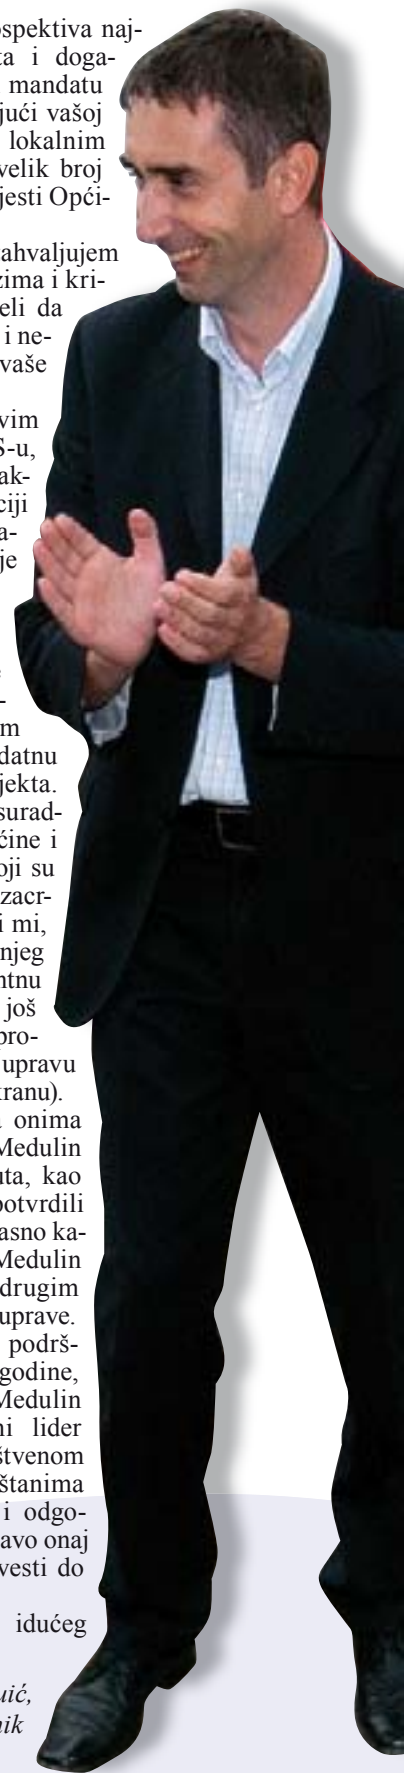 ospektiva naj-
ta i doga-
mandatu
jući vašoj
lokalnim
velik broj
jesti Opći-
zahvaljujem
zima i kri-
eli da
i ne-
vaše
vim
S-u,
ak-
ciji
a-
je
e
-
m
datnu
jekta.
surad-
ćine i
oji su
zacr-
i mi,
njeg
ntnu
još
pro-
upravu
tranu).
a onima
Medulin
uta, kao
potvrdili
asno ka-
Medulin
drugim
uprave.
podrš-
godine,
Medulin
ni lider
štvenom
štanima
i odgo-
avo onaj
vesti do
idućeg
uić,
nik